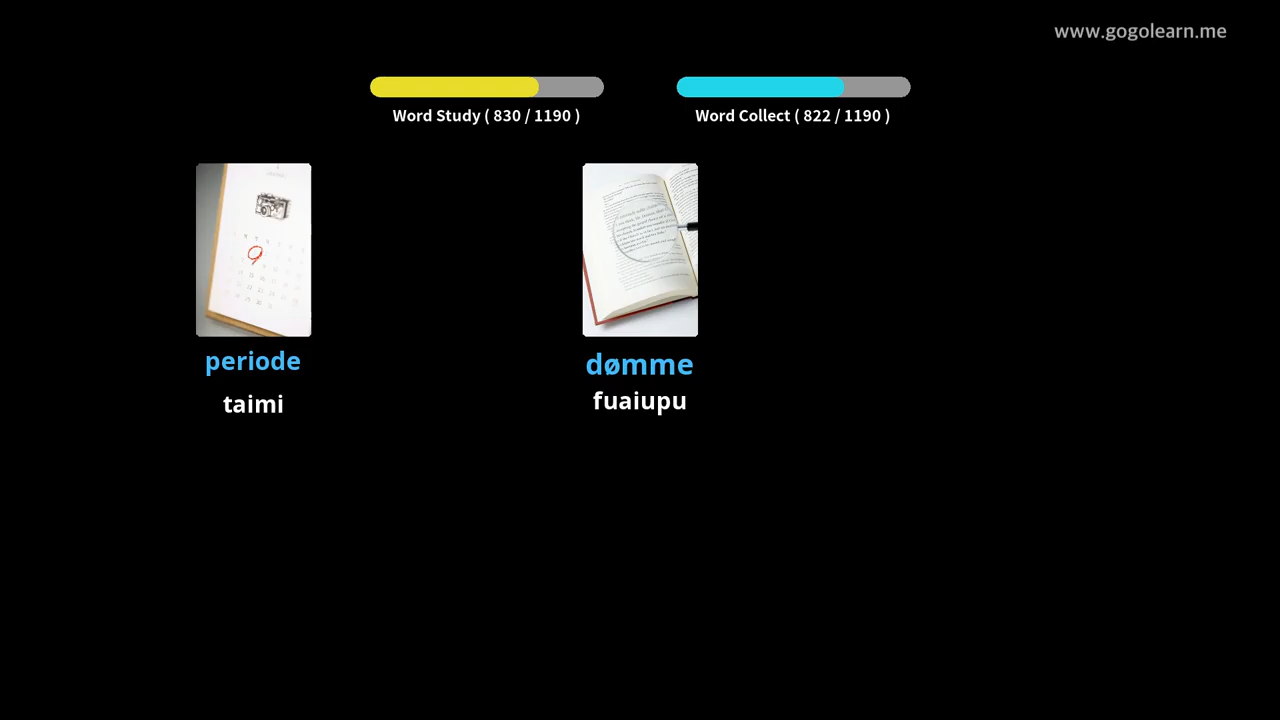 www.gogolearn.me
Word Study ( 830 / 1190 )
Word Collect ( 822 / 1190 )
periode
taimi
dømme
fuaiupu